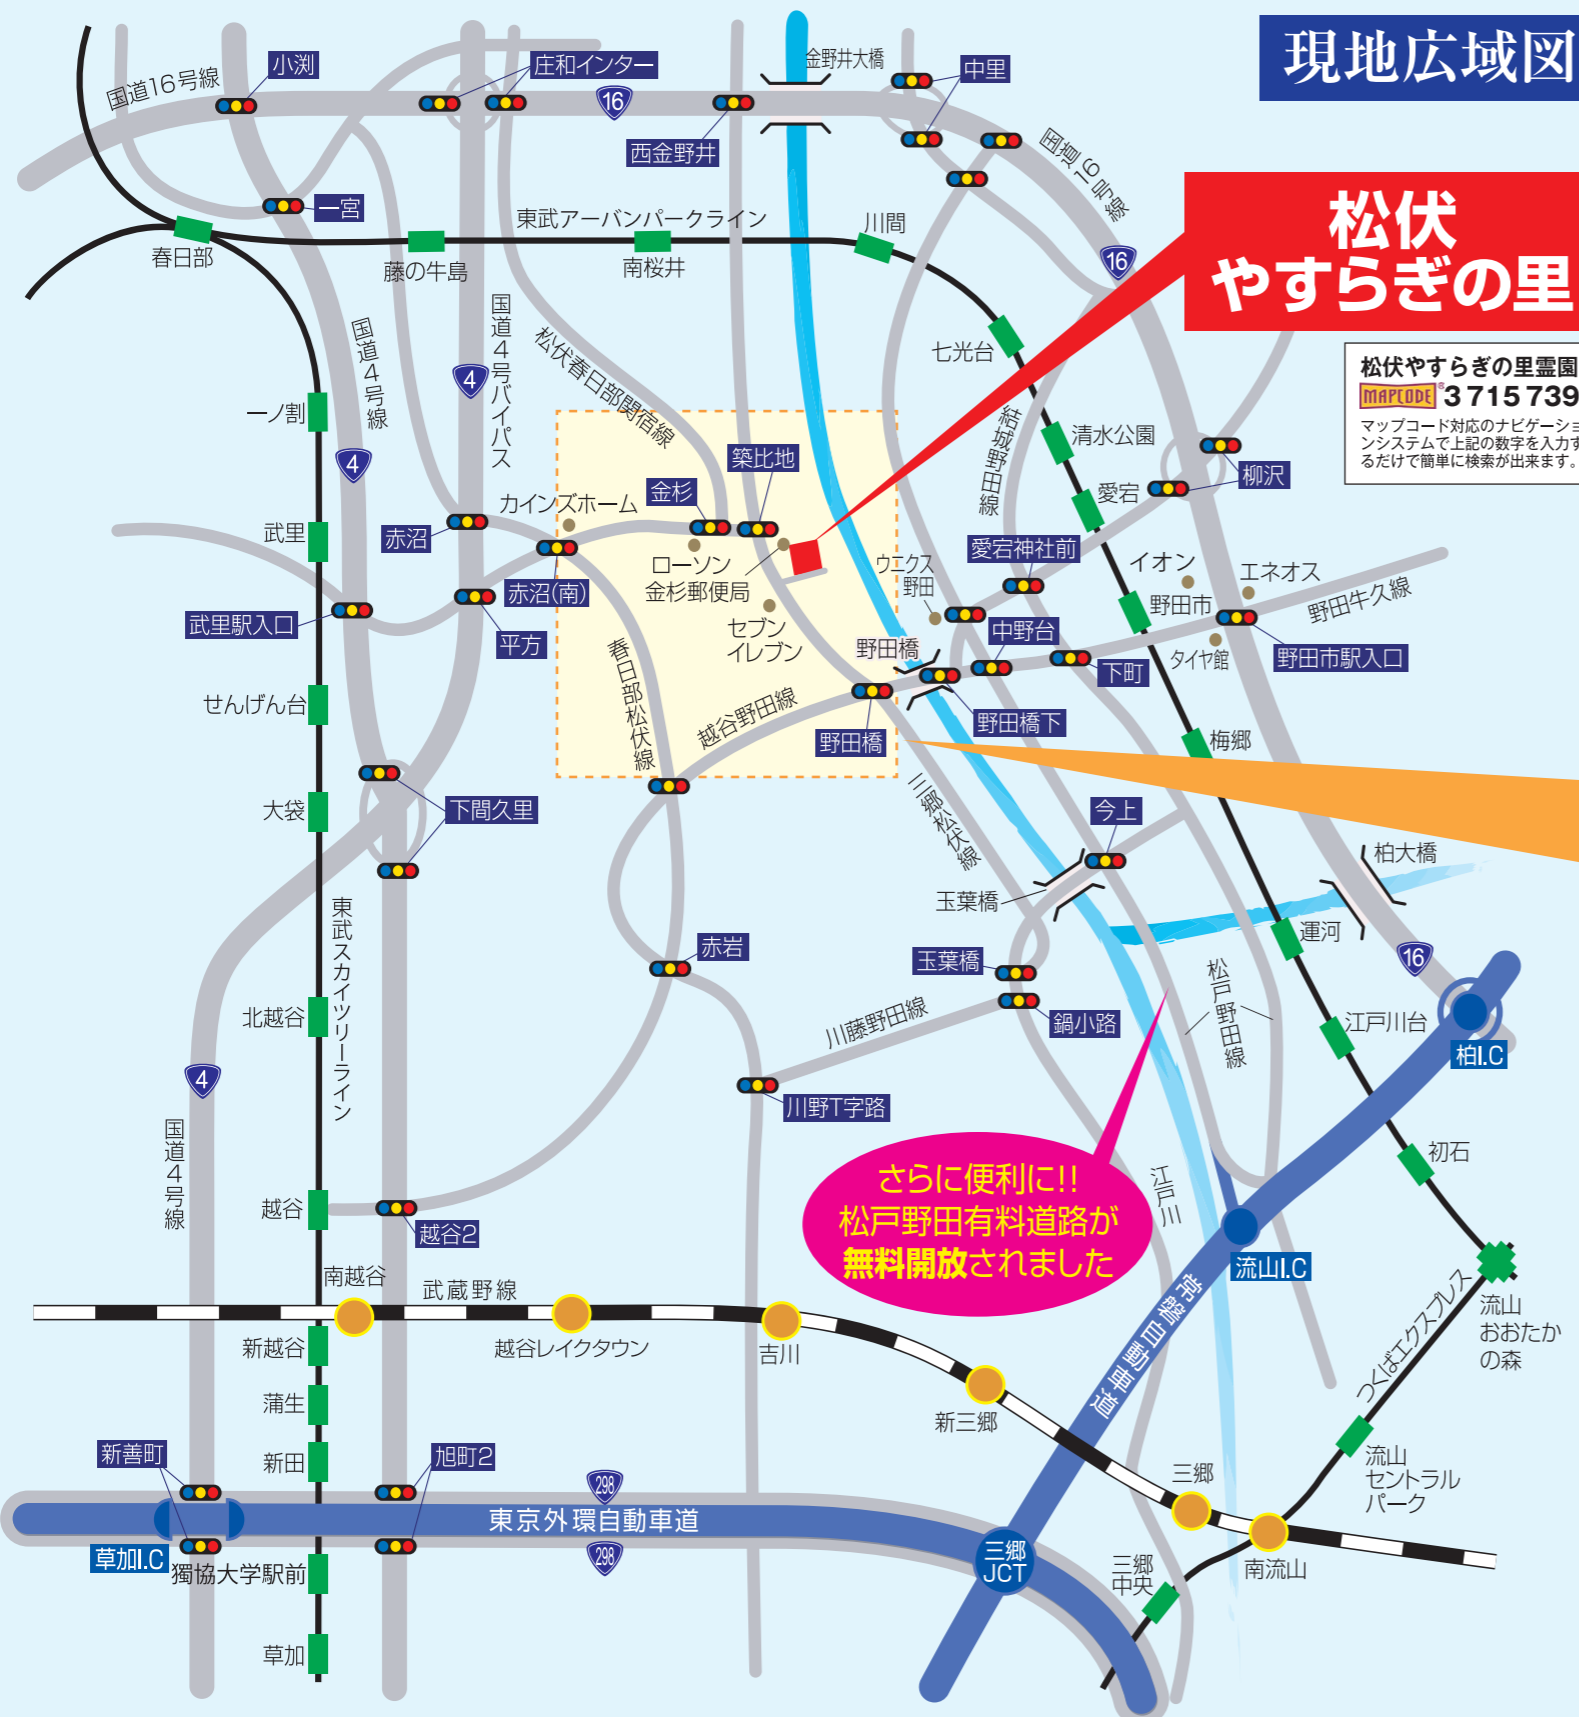 現地広域図
国道16号線
小渕
庄和インター
16
金野井大橋
中里
西金野井
国道16号線
一宮
春日部
東武アーバンパークライン
藤の牛島
南桜井
川間
16
松伏
やすらぎの里
七光台
松伏やすらぎの里霊園
MAPCODE® 3 715 739
マップコード対応のナビゲーショ
ンシステムで上記の数字を入力す
るだけで簡単に検索が出来ます。
国道4号線
4
国道4号バイパス
松伏春日部関宿線
一ノ割
4
結城野田線
清水公園
築比地
柳沢
カインズホーム
金杉
愛宕
武里
赤沼
ローソン
金杉郵便局
ウニクス
野田
愛宕神社前
イオン
エネオス
赤沼(南)
野田市
野田牛久線
武里駅入口
平方
セブン
イレブン
野田橋
中野台
下町
タイヤ館
野田市駅入口
せんげん台
春日部松伏線
越谷野田線
野田橋
野田橋下
梅郷
大袋
下間久里
三郷松伏線
今上
柏大橋
玉葉橋
東武スカイツリーライン
赤岩
玉葉橋
運河
16
北越谷
川藤野田線
鍋小路
松戸野田線
江戸川台
柏I.C
4
川野T字路
国道4号線
さらに便利に!!
松戸野田有料道路が
無料開放されました
江戸川
初石
越谷
越谷2
流山I.C
南越谷
武蔵野線
常磐自動車道
つくばエクスプレス
流山
おおたか
の森
新越谷
越谷レイクタウン
吉川
蒲生
新三郷
新善町
新田
旭町2
298
三郷
流山
セントラル
パーク
東京外環自動車道
草加I.C
獨協大学駅前
298
三郷
JCT
三郷
中央
南流山
草加